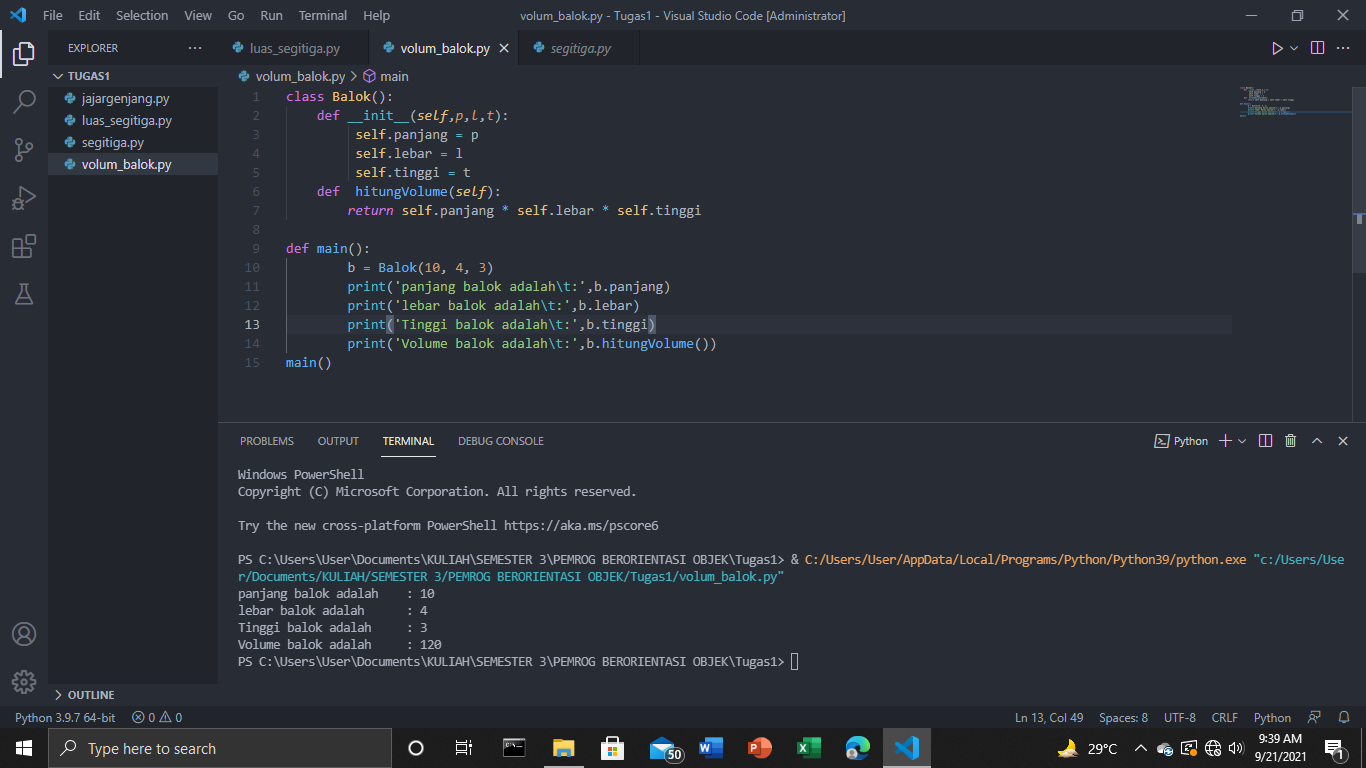 File Edit Selection View Go Run Terminal Help volum_balok.py - Tugas1 - Visual Studio Code [Administrator]
EXPLORER ··· luas_segitiga.py volum_balok.py segitiga.py
TUGAS1
jajargenjang.py
luas_segitiga.py
segitiga.py
volum_balok.py
volum_balok.py > main
1 class Balok():
2 def __init__(self,p,l,t):
3 self.panjang = p
4 self.lebar = l
5 self.tinggi = t
6 def  hitungVolume(self):
7 return self.panjang * self.lebar * self.tinggi
8
9 def main():
10 b = Balok(10, 4, 3)
11 print('panjang balok adalah\t:',b.panjang)
12 print('lebar balok adalah\t:',b.lebar)
13 print('Tinggi balok adalah\t:',b.tinggi)
14 print('Volume balok adalah\t:',b.hitungVolume())
15 main()
PROBLEMS OUTPUT TERMINAL DEBUG CONSOLE Python
Windows PowerShell
Copyright (C) Microsoft Corporation. All rights reserved.
Try the new cross-platform PowerShell https://aka.ms/pscore6
PS C:\Users\User\Documents\KULIAH\SEMESTER 3\PEMROG BERORIENTASI OBJEK\Tugas1> & C:/Users/User/AppData/Local/Programs/Python/Python39/python.exe "c:/Users/Use
r/Documents/KULIAH/SEMESTER 3/PEMROG BERORIENTASI OBJEK/Tugas1/volum_balok.py"
panjang balok adalah    : 10
lebar balok adalah      : 4
Tinggi balok adalah     : 3
Volume balok adalah     : 120
PS C:\Users\User\Documents\KULIAH\SEMESTER 3\PEMROG BERORIENTASI OBJEK\Tugas1>
OUTLINE
Python 3.9.7 64-bit 0 0 Ln 13, Col 49 Spaces: 8 UTF-8 CRLF Python
Type here to search 50 29°C 9:39 AM
9/21/2021 1